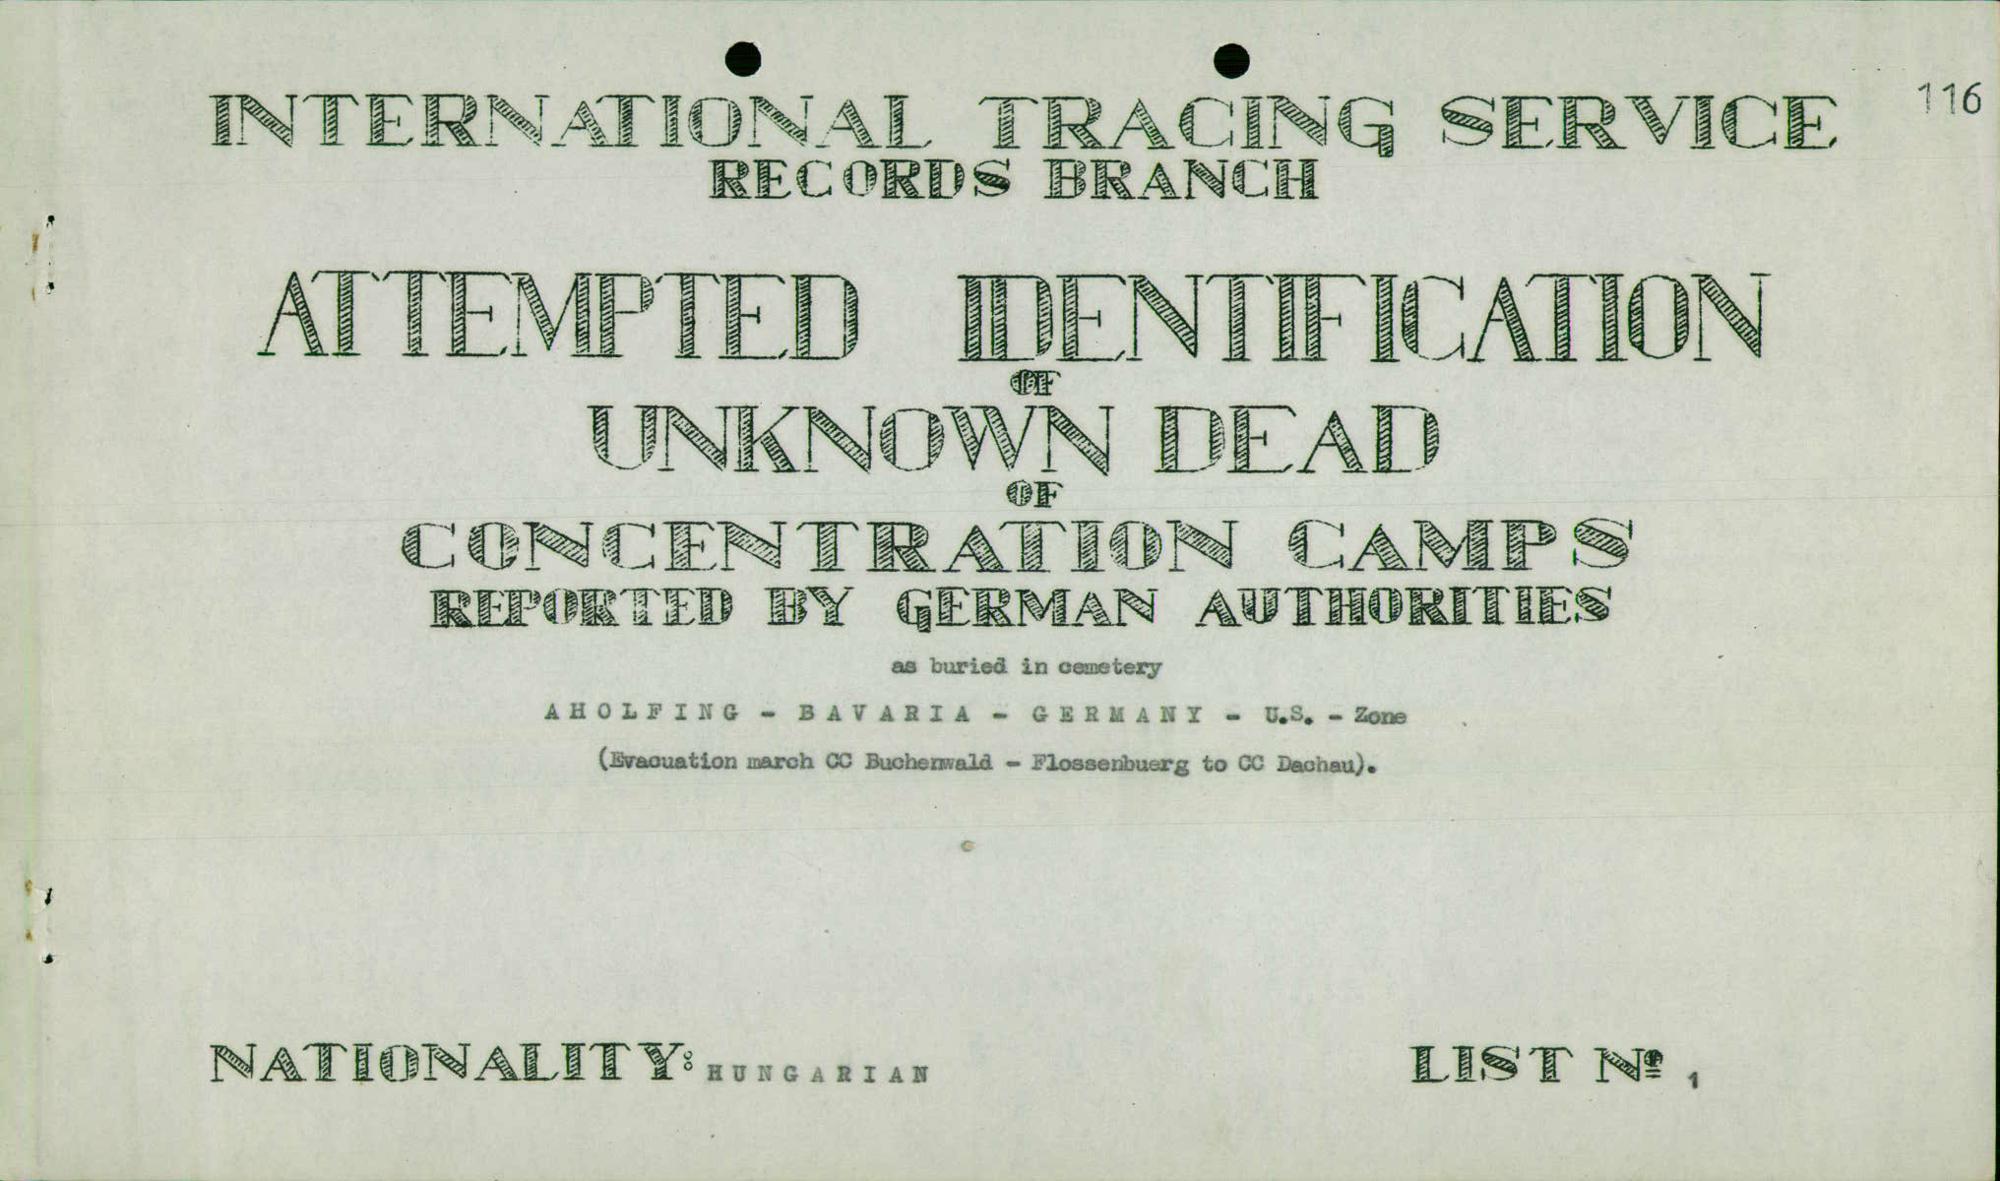 116
INTERNATIONAL TRACING SERVICE
RECORDS BRANCH
ATTEMPTED IDENTIFICATION
OF
UNKNOWN DEAD
OF
CONCENTRATION CAMPS
REPORTED BY GERMAN AUTHORITIES
as buried in cemetery
AHOLFING - BAVARIA - GERMANY - U.S. - Zone
(Evacuation march CC Buchenwald - Flossenbuerg to CC Dachau).
NATIONALITY: HUNGARIAN
LIST Nº 1